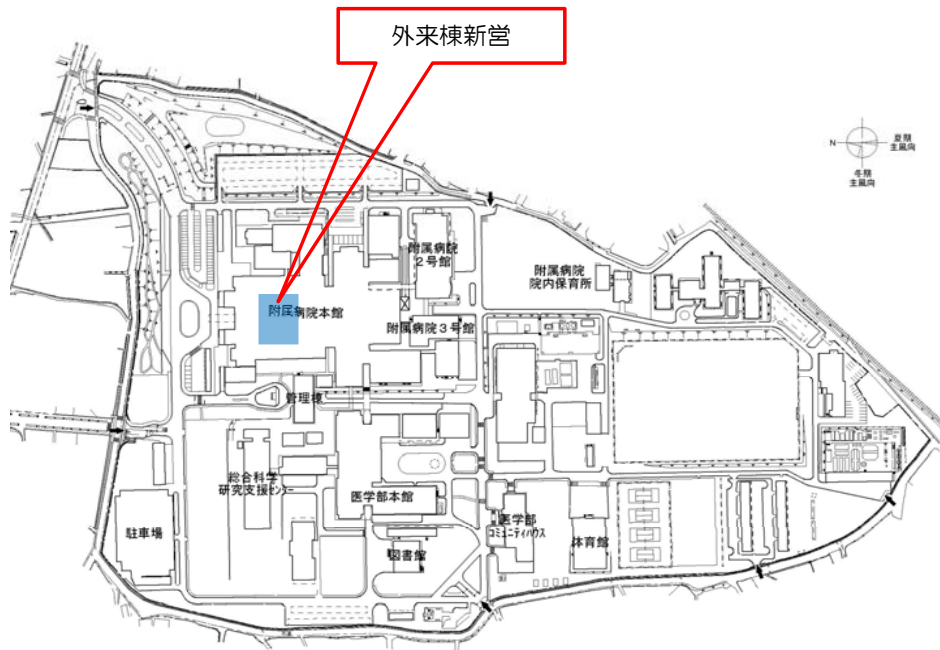 外来棟新営
N
夏期
主風向
冬期
主風向
附属病院
2号館
附属病院
院内保育所
附属病院本館
附属病院3号館
管理棟
総合科学
研究支援センター
医学部本館
医学部
コミュニティハウス
駐車場
体育館
図書館